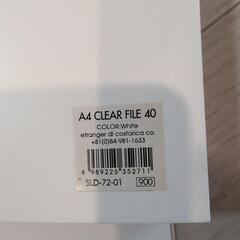 A4 CLEAR FILE 40
COLOR:White
etranger di costarica co.
+81(0)84-981-1633
4 989225 352711
SLD-72-01 900